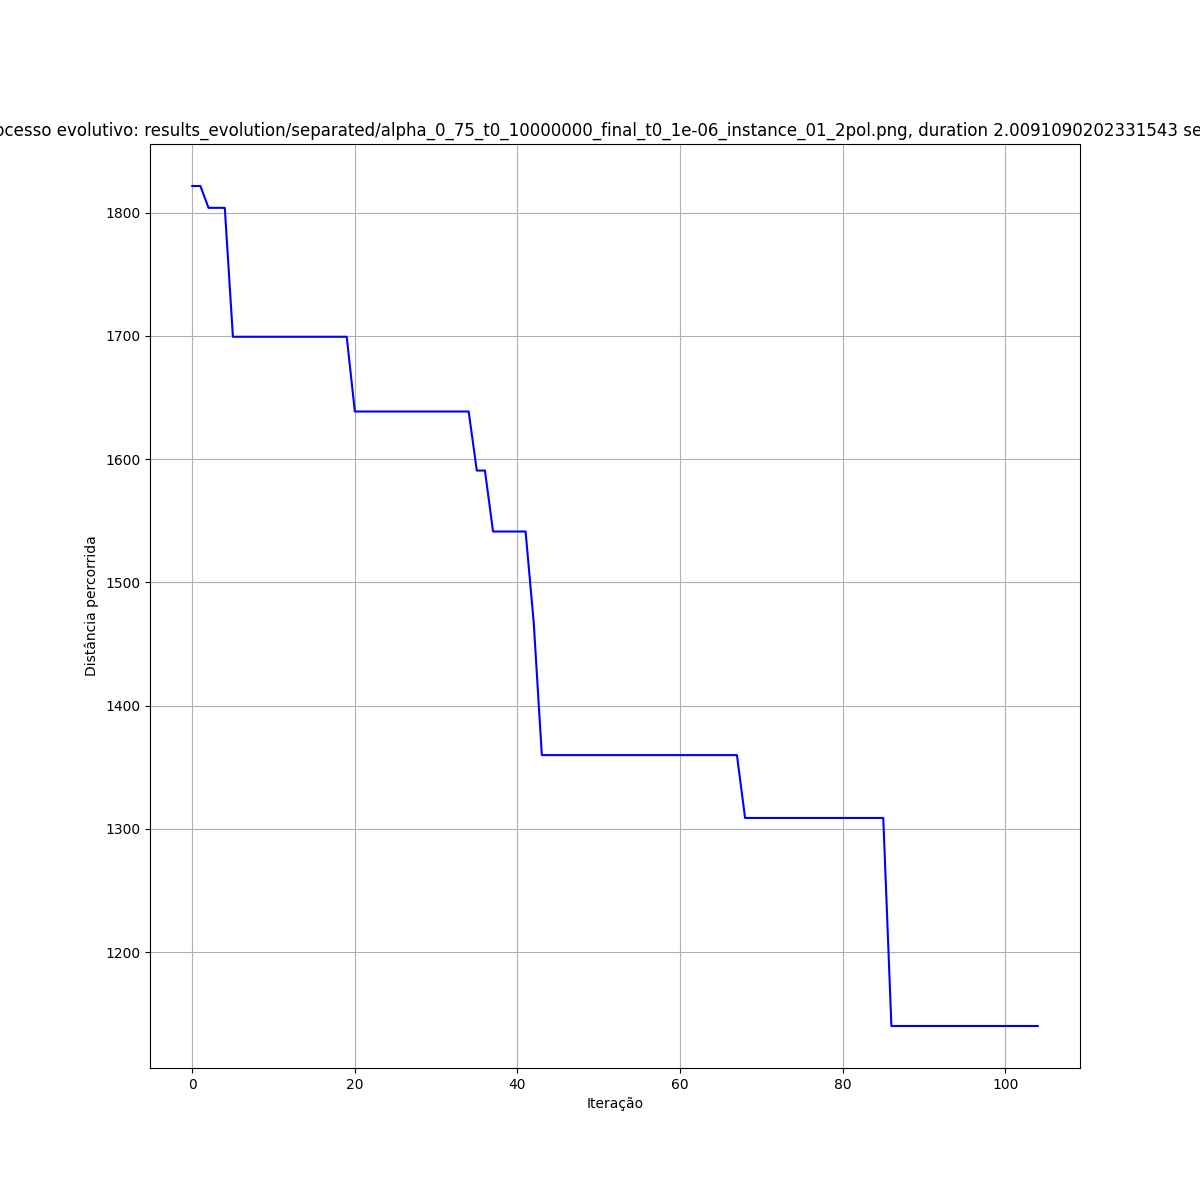 ocesso evolutivo: results_evolution/separated/alpha_0_75_t0_10000000_final_t0_1e-06_instance_01_2pol.png, duration 2.0091090202331543 se
1800
1700
1600
1500
1400
1300
1200
Distância percorrida
0 20 40 60 80 100
Iteração